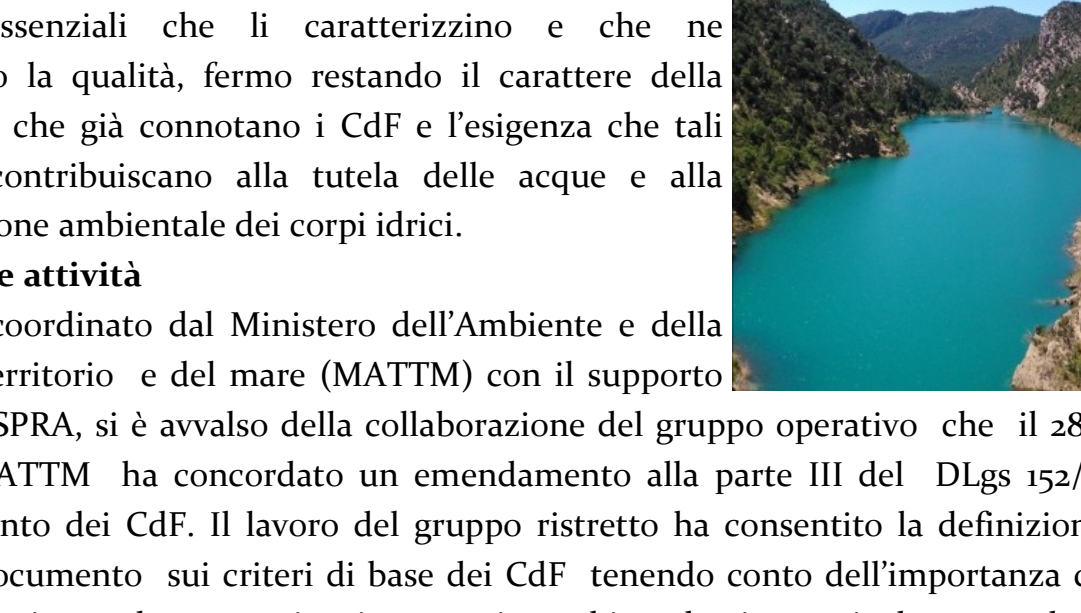 ssenziali che li caratterizzino e che ne
o la qualità, fermo restando il carattere della
che già connotano i CdF e l'esigenza che tali
contribuiscano alla tutela delle acque e alla
one ambientale dei corpi idrici.
e attività
coordinato dal Ministero dell'Ambiente e della
erritorio e del mare (MATTM) con il supporto
SPRA, si è avvalso della collaborazione del gruppo operativo che il 28
ATTM ha concordato un emendamento alla parte III del DLgs 152/
nto dei CdF. Il lavoro del gruppo ristretto ha consentito la definizion
ocumento sui criteri di base dei CdF tenendo conto dell'importanza